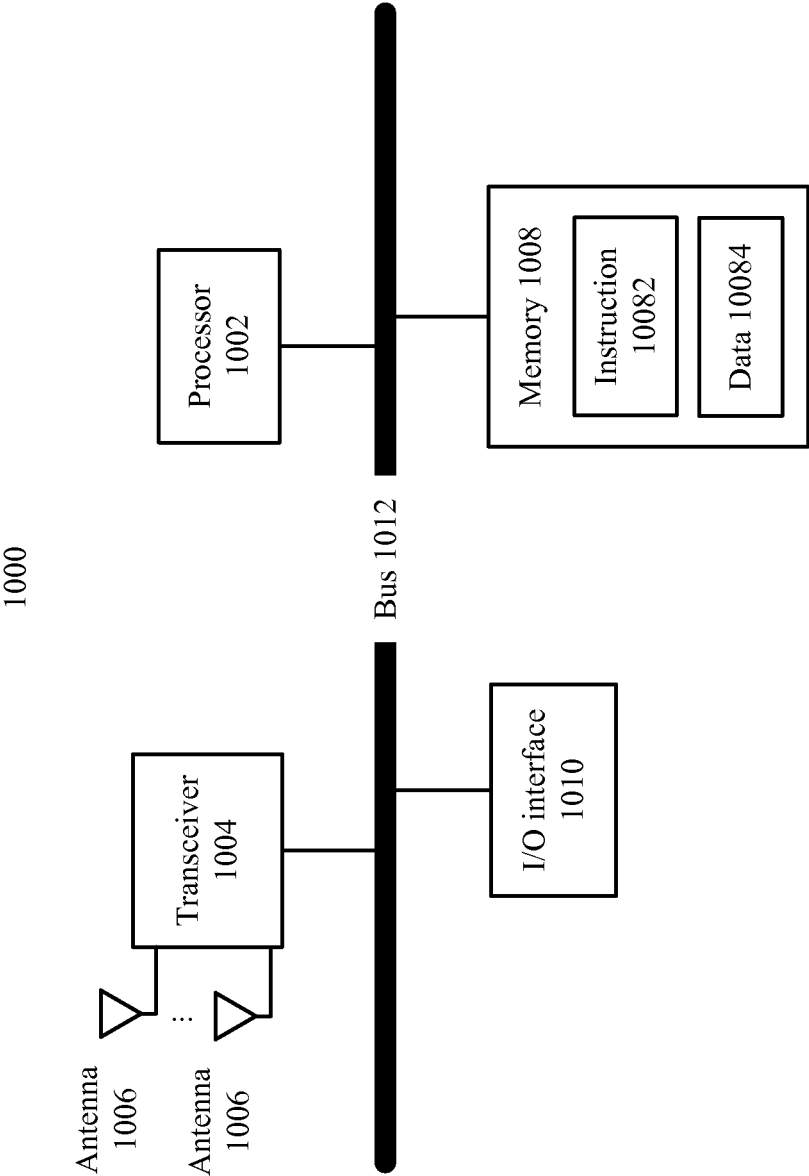 1000
Antenna
1006
...
Antenna
1006
Transceiver
1004
Processor
1002
Bus 1012
I/O interface
1010
Memory 1008
Instruction
10082
Data 10084